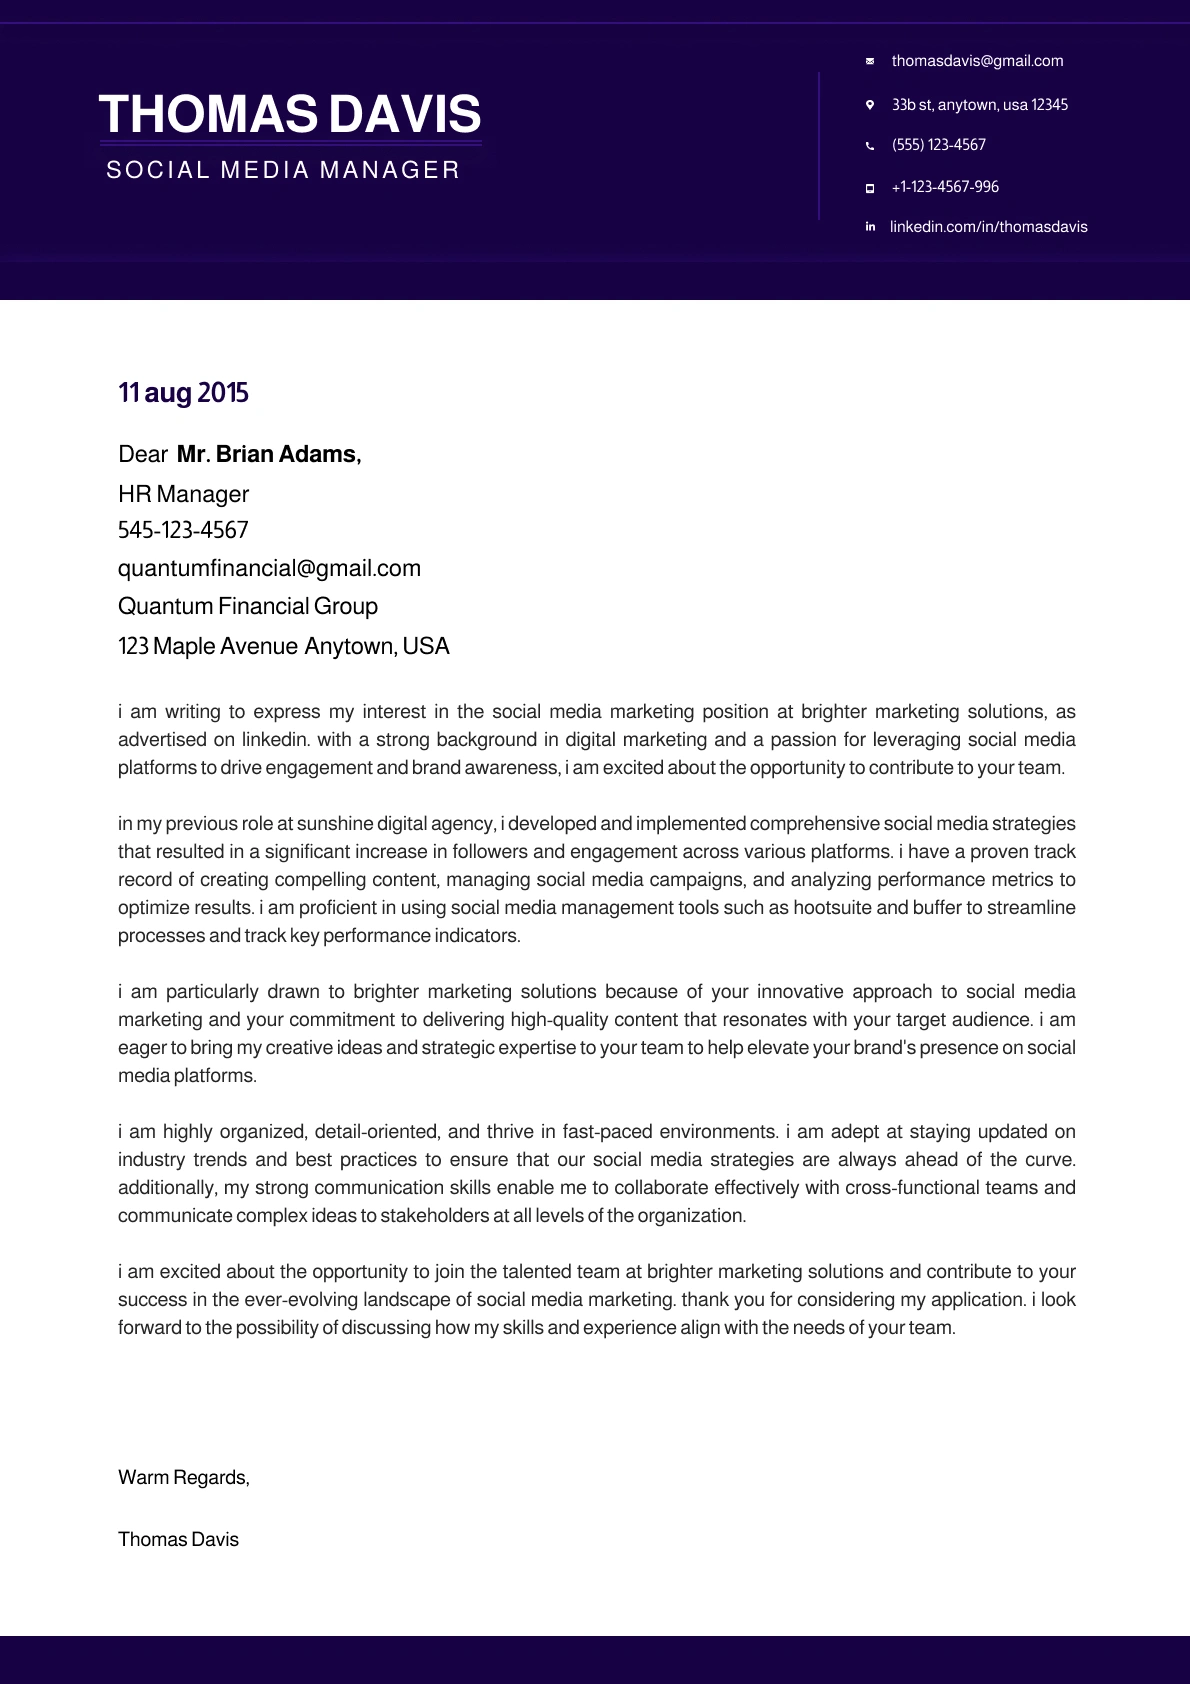 THOMAS DAVIS
SOCIAL MEDIA MANAGER
thomasdavis@gmail.com
33b st, anytown, usa 12345
(555) 123-4567
+1-123-4567-996
linkedin.com/in/thomasdavis
11 aug 2015
Dear Mr. Brian Adams,
HR Manager
545-123-4567
quantumfinancial@gmail.com
Quantum Financial Group
123 Maple Avenue Anytown, USA
i am writing to express my interest in the social media marketing position at brighter marketing solutions, as
advertised on linkedin. with a strong background in digital marketing and a passion for leveraging social media
platforms to drive engagement and brand awareness, i am excited about the opportunity to contribute to your team.
in my previous role at sunshine digital agency, i developed and implemented comprehensive social media strategies
that resulted in a significant increase in followers and engagement across various platforms. i have a proven track
record of creating compelling content, managing social media campaigns, and analyzing performance metrics to
optimize results. i am proficient in using social media management tools such as hootsuite and buffer to streamline
processes and track key performance indicators.
i am particularly drawn to brighter marketing solutions because of your innovative approach to social media
marketing and your commitment to delivering high-quality content that resonates with your target audience. i am
eager to bring my creative ideas and strategic expertise to your team to help elevate your brand's presence on social
media platforms.
i am highly organized, detail-oriented, and thrive in fast-paced environments. i am adept at staying updated on
industry trends and best practices to ensure that our social media strategies are always ahead of the curve.
additionally, my strong communication skills enable me to collaborate effectively with cross-functional teams and
communicate complex ideas to stakeholders at all levels of the organization.
i am excited about the opportunity to join the talented team at brighter marketing solutions and contribute to your
success in the ever-evolving landscape of social media marketing. thank you for considering my application. i look
forward to the possibility of discussing how my skills and experience align with the needs of your team.
Warm Regards,
Thomas Davis